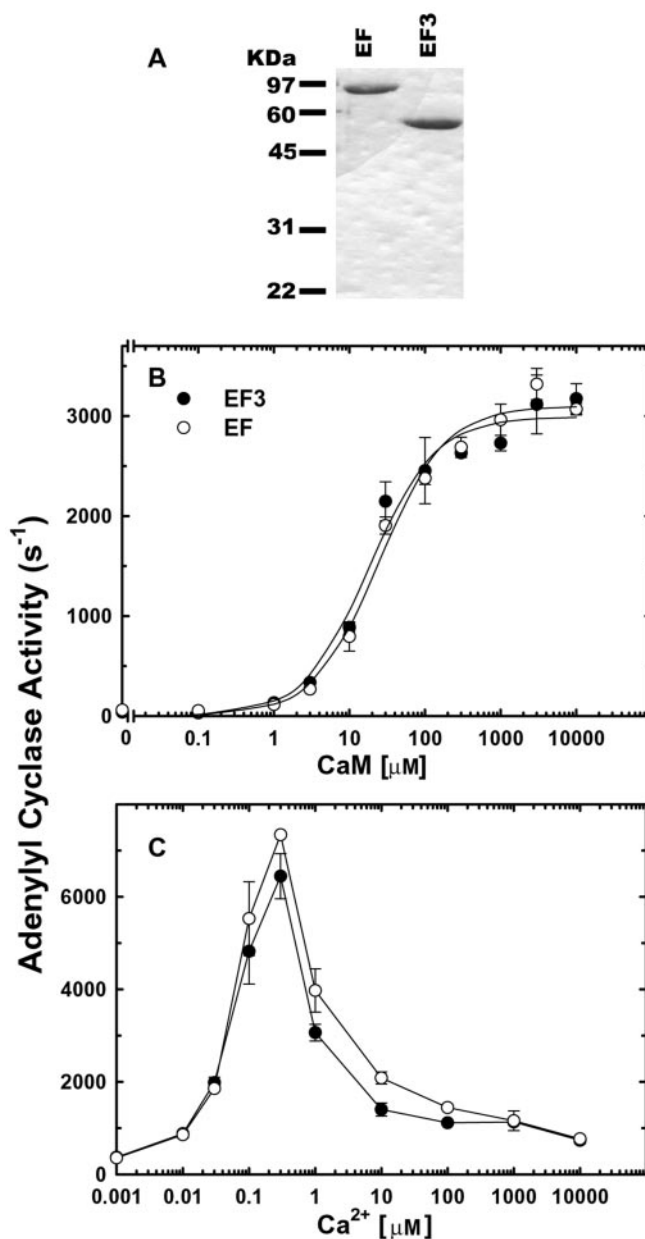 A
KDa
EF
EF3
97
60
45
31
22
B
EF3
EF
3000
2000
1000
0
0 0.1 1 10 100 1000 10000
CaM [µM]
Adenylyl Cyclase Activity (s⁻¹)
C
6000
4000
2000
0
0.001 0.01 0.1 1 10 100 1000 10000
Ca²⁺ [µM]